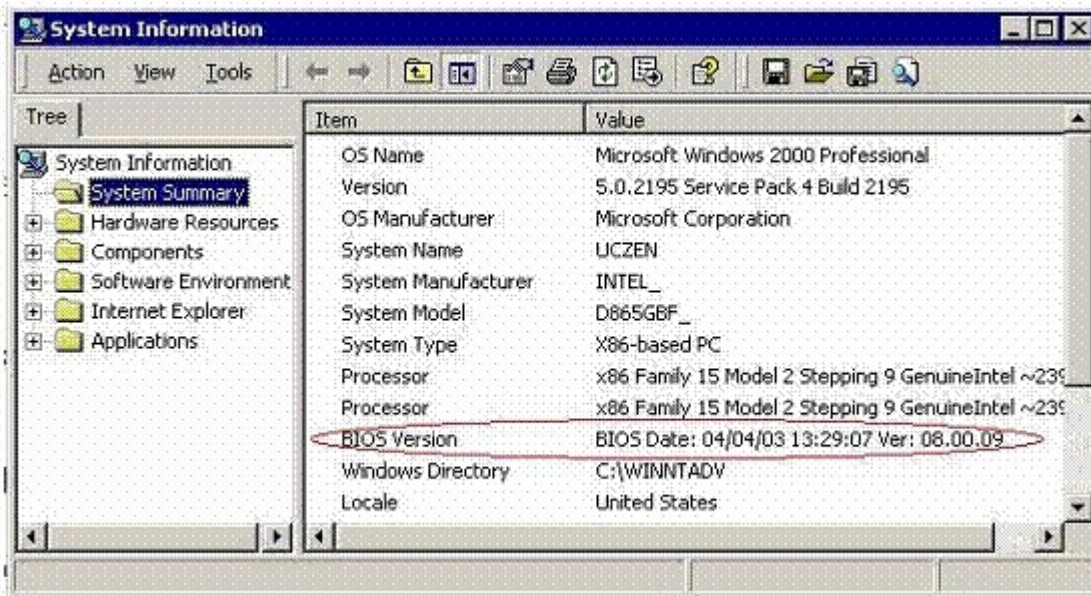 System Information
Action View Tools
Tree
System Information
System Summary
Hardware Resources
Components
Software Environment
Internet Explorer
Applications
Item Value
OS Name Microsoft Windows 2000 Professional
Version 5.0.2195 Service Pack 4 Build 2195
OS Manufacturer Microsoft Corporation
System Name UCZEN
System Manufacturer INTEL_
System Model D865GBF_
System Type X86-based PC
Processor x86 Family 15 Model 2 Stepping 9 GenuineIntel ~239
Processor x86 Family 15 Model 2 Stepping 9 GenuineIntel ~239
BIOS Version BIOS Date: 04/04/03 13:29:07 Ver: 08.00.09
Windows Directory C:\WINNTADV
Locale United States